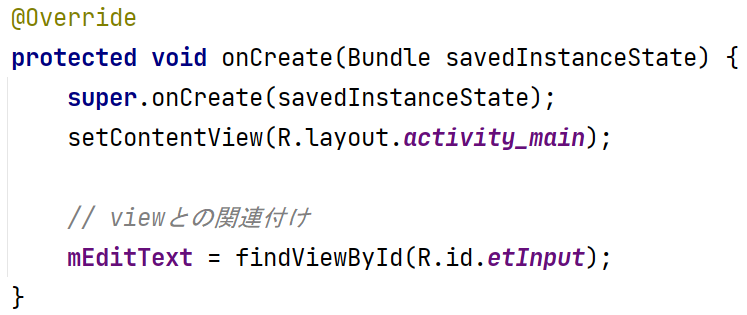 @Override
protected void onCreate(Bundle savedInstanceState) {
super.onCreate(savedInstanceState);
setContentView(R.layout.activity_main);
// viewとの関連付け
mEditText = findViewById(R.id.etInput);
}